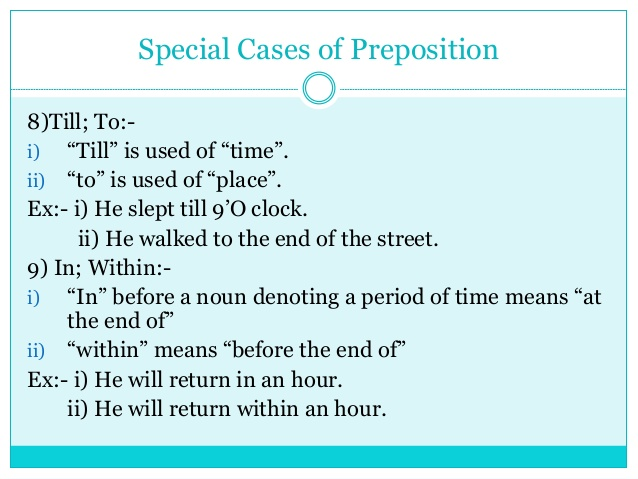 Special Cases of Preposition
8)Till; To:-
i) “Till” is used of “time”.
ii) “to” is used of “place”.
Ex:- i) He slept till 9’O clock.
ii) He walked to the end of the street.
9) In; Within:-
i) “In” before a noun denoting a period of time means “at
the end of”
ii) “within” means “before the end of”
Ex:- i) He will return in an hour.
ii) He will return within an hour.